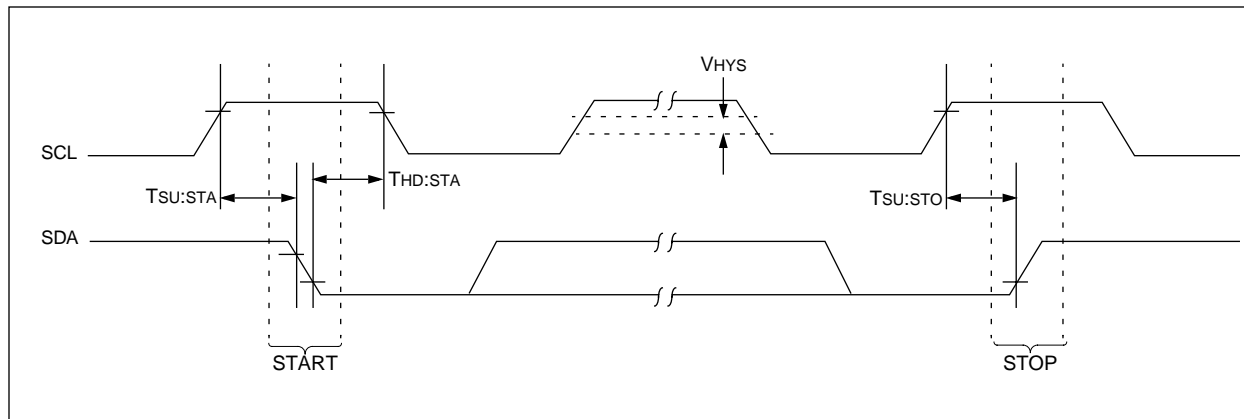 VHYS
SCL
TSU:STA
THD:STA
TSU:STO
SDA
START
STOP